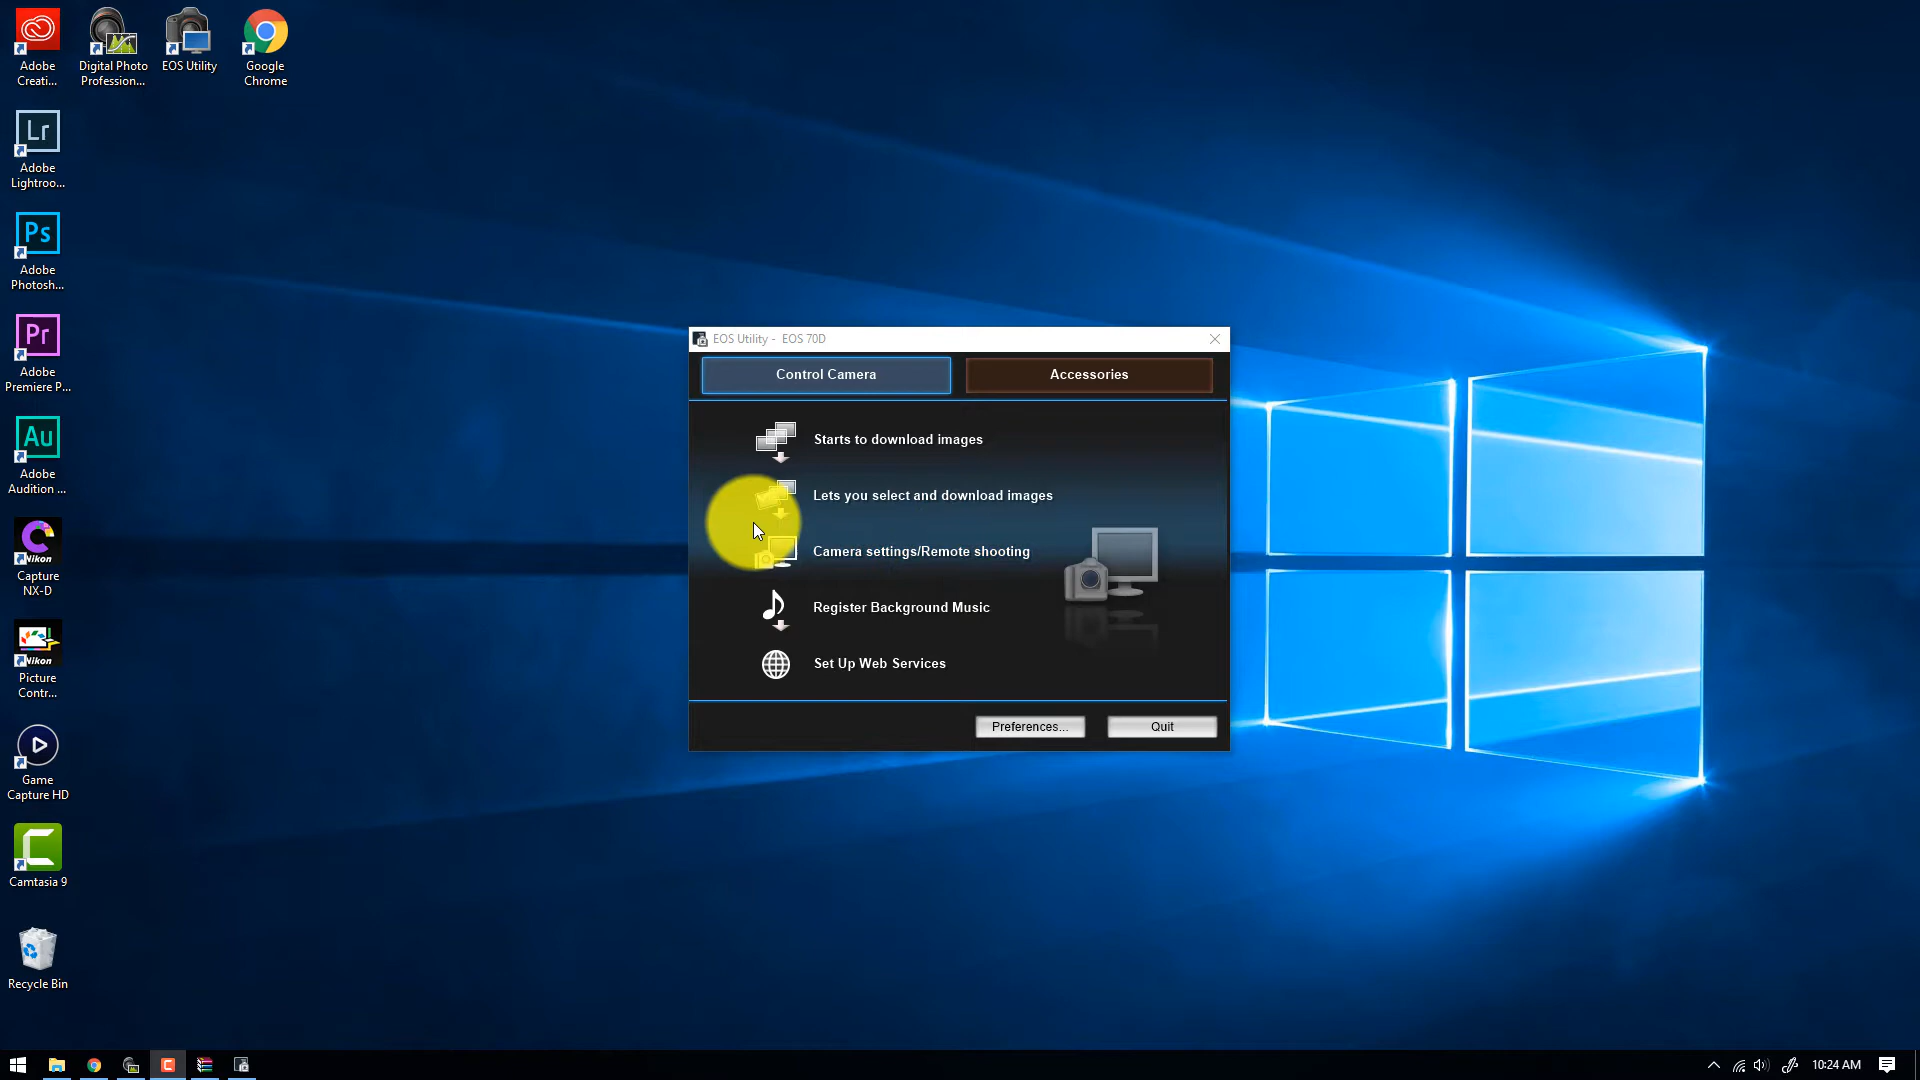 Adobe
Creati...
Digital Photo
Profession...
EOS Utility
Google
Chrome
Lr
Adobe
Lightroo...
Ps
Adobe
Photosh...
Pr
Adobe
Premiere P...
Au
Adobe
Audition ...
Nikon
Capture
NX-D
Nikon
Picture
Contr...
Game
Capture HD
C
Camtasia 9
Recycle Bin
EOS Utility - EOS 70D
Control Camera
Accessories
Starts to download images
Lets you select and download images
Camera settings/Remote shooting
Register Background Music
Set Up Web Services
Preferences...
Quit
C
10:24 AM